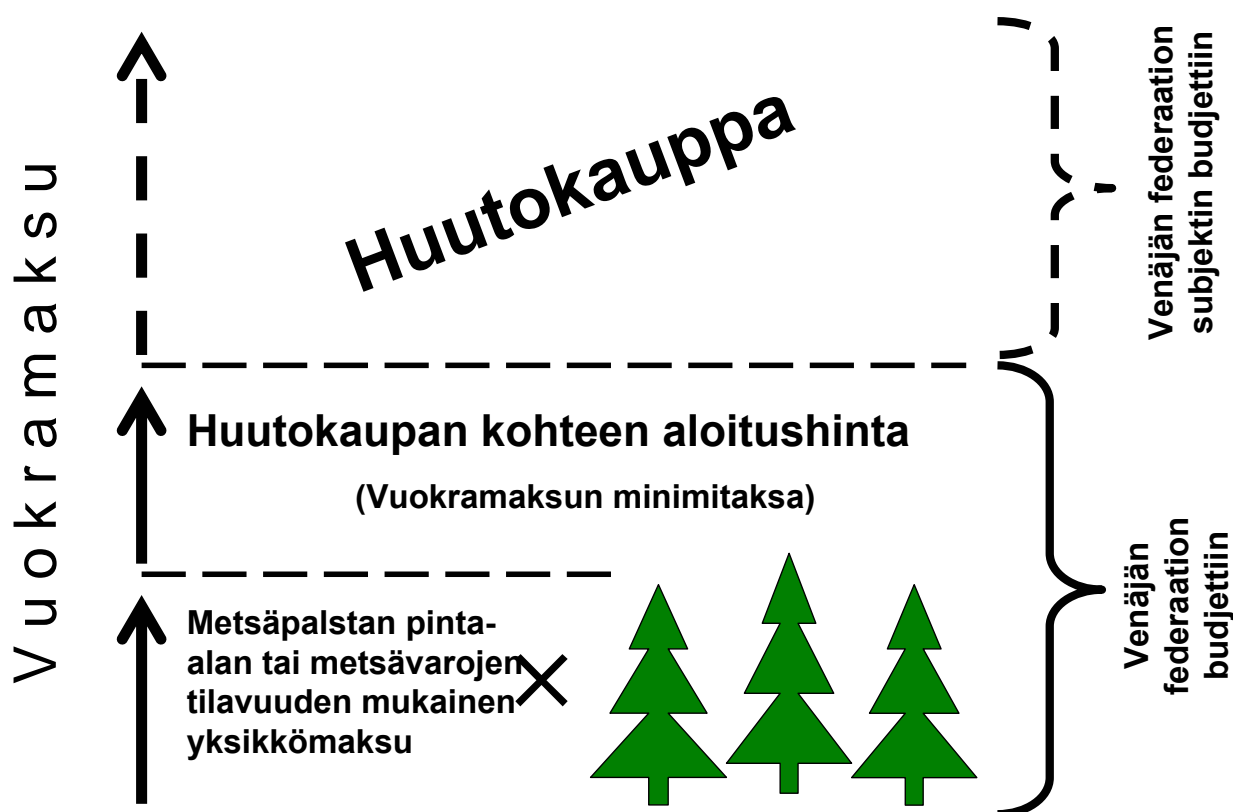 Vuokramaksu
Huutokauppa
Venäjän federaation
subjektin budjettiin
Huutokaupan kohteen aloitushinta
(Vuokramaksun minimitaksa)
Metsäpalstan pinta-
alan tai metsävarojen
tilavuuden mukainen
yksikkömaksu
Venäjän
federaation
budjettiin